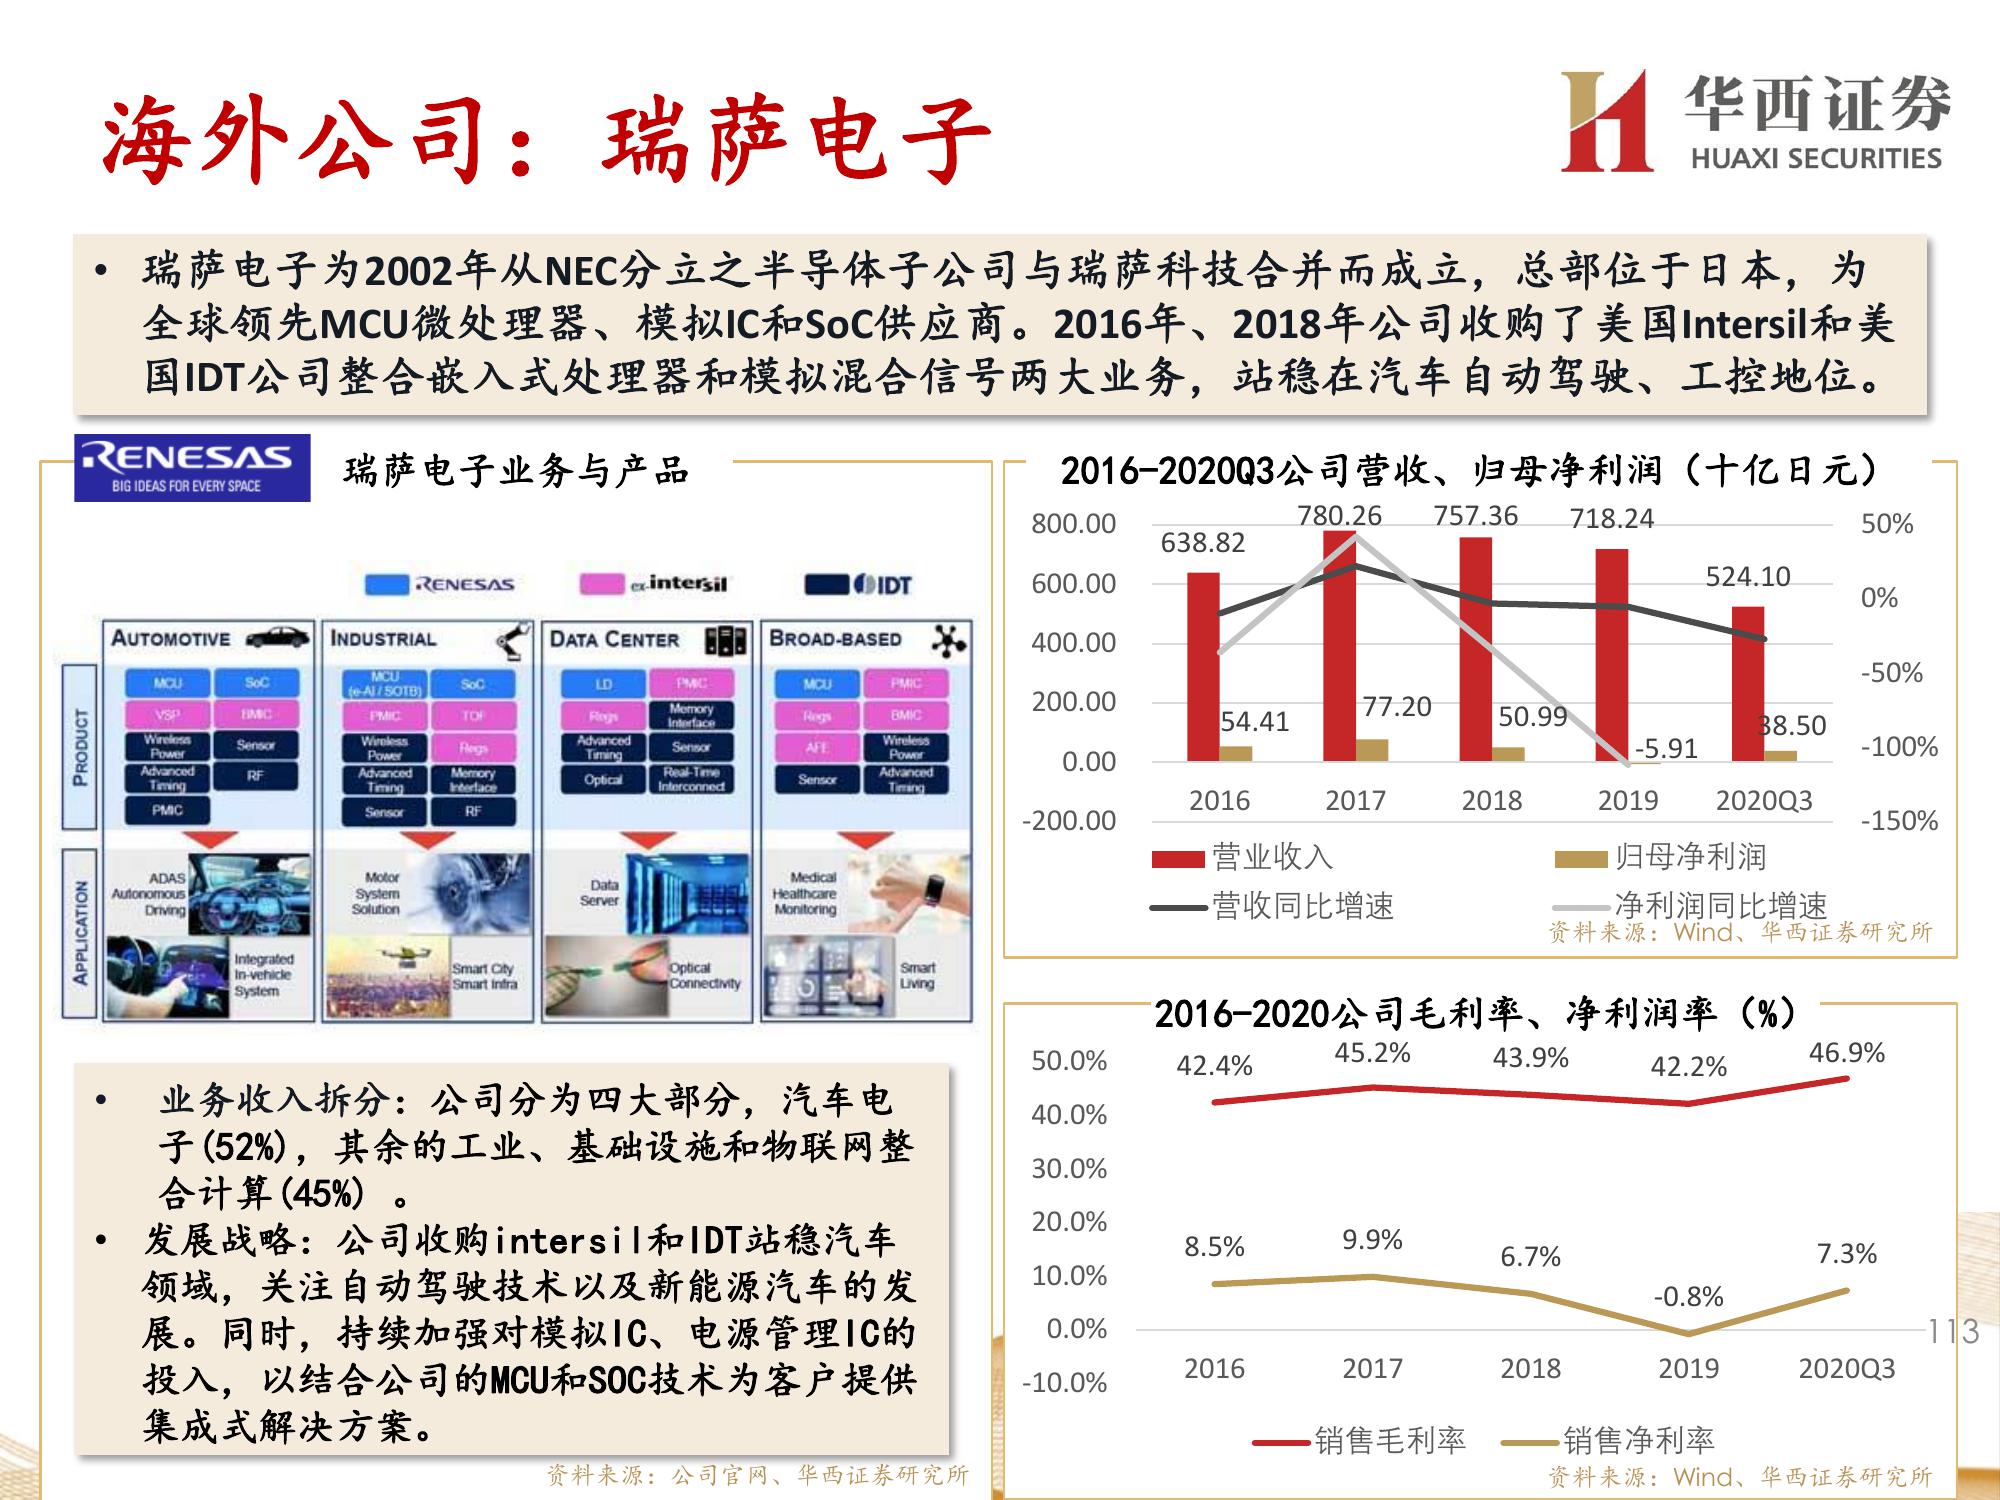 海外公司：瑞萨电子
华西证券
HUAXI SECURITIES
• 瑞萨电子为2002年从NEC分立之半导体子公司与瑞萨科技合并而成立，总部位于日本，为
全球领先MCU微处理器、模拟IC和SoC供应商。2016年、2018年公司收购了美国Intersil和美
国IDT公司整合嵌入式处理器和模拟混合信号两大业务，站稳在汽车自动驾驶、工控地位。
RENESAS
BIG IDEAS FOR EVERY SPACE
瑞萨电子业务与产品
RENESAS
ex-intersil
IDT
PRODUCT
APPLICATION
AUTOMOTIVE
MCU SoC
VSP BMIC
Wireless Power Sensor
Advanced Timing RF
PMIC
ADAS
Autonomous
Driving
Integrated
In-vehicle
System
INDUSTRIAL
MCU (e-AI / SOTB) SoC
PMIC TOF
Wireless Power Regs
Advanced Timing Memory Interface
Sensor RF
Motor
System
Solution
Smart City
Smart Infra
DATA CENTER
LD PMIC
Regs Memory Interface
Advanced Timing Sensor
Optical Real-Time Interconnect
Data
Server
Optical
Connectivity
BROAD-BASED
MCU PMIC
Regs BMIC
AFE Wireless Power
Sensor Advanced Timing
Medical
Healthcare
Monitoring
Smart
Living
• 业务收入拆分：公司分为四大部分，汽车电
子(52%)，其余的工业、基础设施和物联网整
合计算(45%) 。
• 发展战略：公司收购intersil和IDT站稳汽车
领域，关注自动驾驶技术以及新能源汽车的发
展。同时，持续加强对模拟IC、电源管理IC的
投入，以结合公司的MCU和SOC技术为客户提供
集成式解决方案。
资料来源：公司官网、华西证券研究所
2016-2020Q3公司营收、归母净利润（十亿日元）
800.00
600.00
400.00
200.00
0.00
-200.00
638.82
780.26
757.36
718.24
524.10
54.41
77.20
50.99
-5.91
38.50
50%
0%
-50%
-100%
-150%
2016 2017 2018 2019 2020Q3
营业收入 归母净利润
营收同比增速 净利润同比增速
资料来源：Wind、华西证券研究所
2016-2020公司毛利率、净利润率（%）
50.0%
40.0%
30.0%
20.0%
10.0%
0.0%
-10.0%
42.4% 45.2% 43.9% 42.2% 46.9%
8.5% 9.9% 6.7% -0.8% 7.3%
2016 2017 2018 2019 2020Q3
销售毛利率 销售净利率
资料来源：Wind、华西证券研究所
113